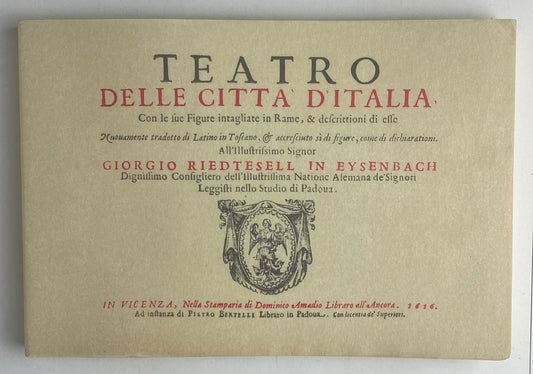 TEATRO
DELLE CITTA' D'ITALIA,
Con le sue Figure intagliate in Rame, & descrittioni di esse
Nuouamente tradotto di Latino in Toscano, & accresciuto sì di figure, come di dichiarationi.
All'Illustrissimo Signor
GIORGIO RIEDTESELL IN EYSENBACH
Dignissimo Consigliero dell'Illustrissima Natione Alemana de' Signori
Leggisti nello Studio di Padoua.
IN VICENZA, Nella Stamparia di Dominico Amadio Libraro all'Ancora. 1616.
Ad instanza di PIETRO BERTELLI Libraro in Padoua. Con licentia de' Superiori.